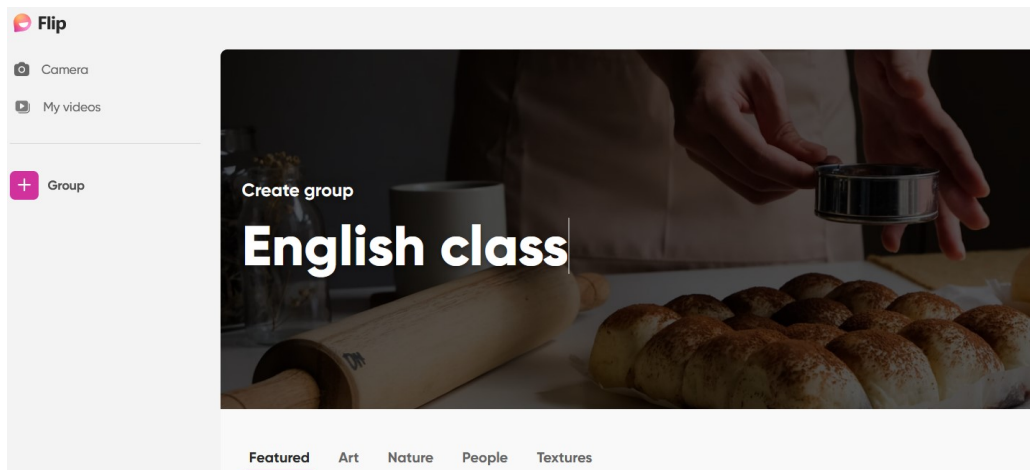 Flip
Camera
My videos
Group
Create group
English class
Featured Art Nature People Textures